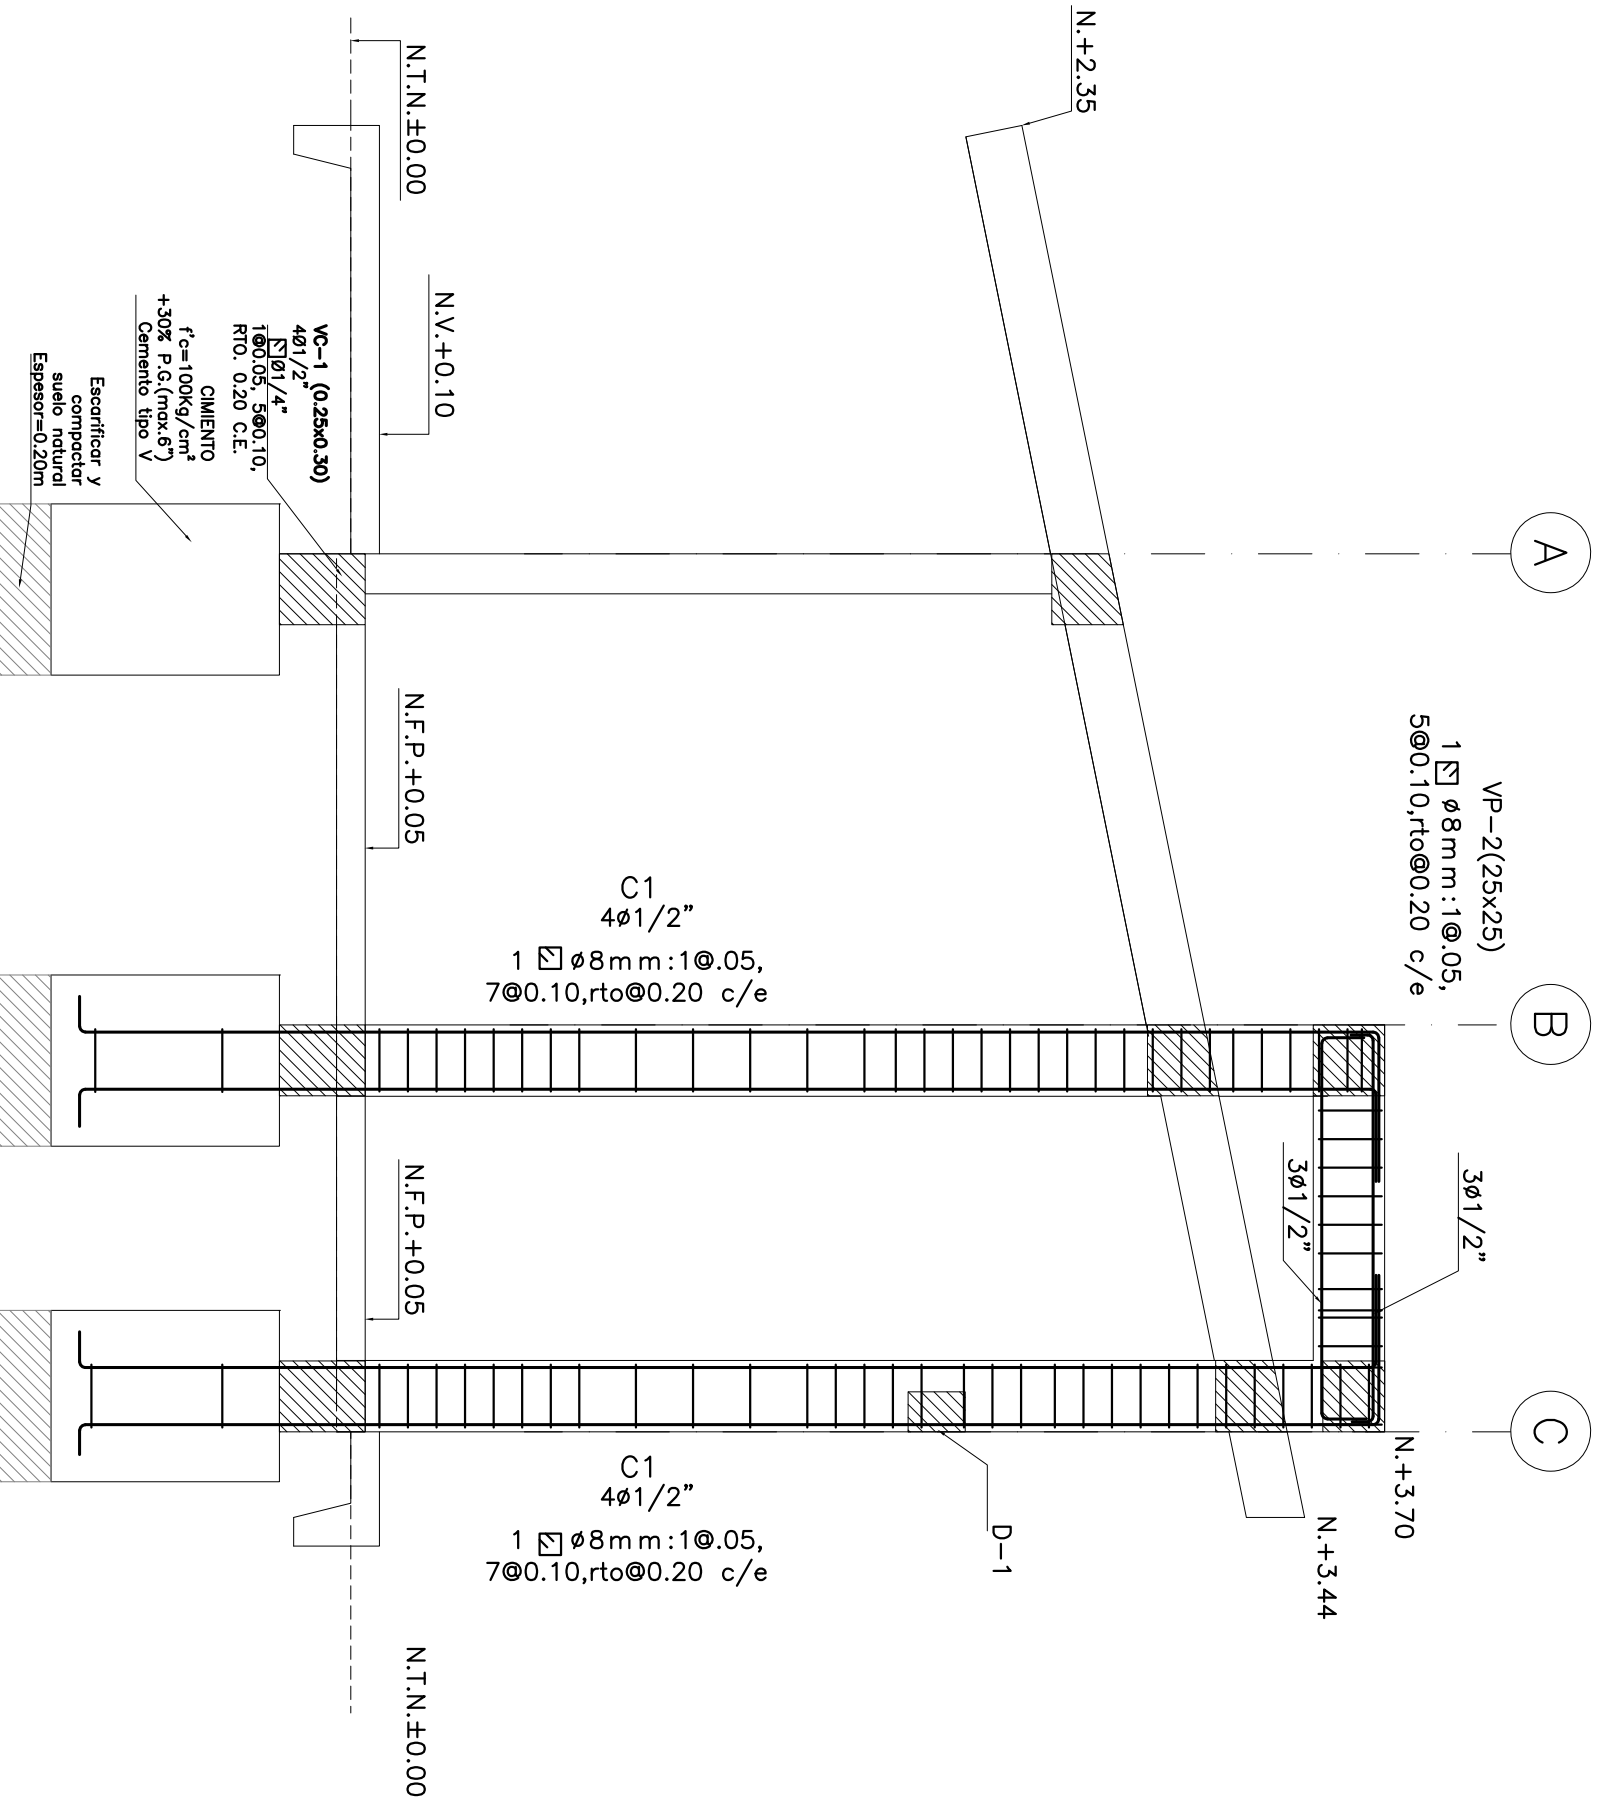 A
B
C
VP-2(25x25)
1 ø8mm:1@.05,
5@0.10,rto@0.20 c/e
3ø1/2"
3ø1/2"
N.+3.70
N.+3.44
N.+2.35
D-1
C1
4ø1/2"
1 ø8mm:1@.05,
7@0.10,rto@0.20 c/e
C1
4ø1/2"
1 ø8mm:1@.05,
7@0.10,rto@0.20 c/e
N.T.N.±0.00
N.V.+0.10
N.F.P.+0.05
N.F.P.+0.05
N.T.N.±0.00
VC-1 (0.25x0.30)
4Ø1/2"
Ø1/4"
1@0.05, 5@0.10,
RTO. 0.20 C.E.
CIMIENTO
f'c=100Kg/cm²
+30% P.G.(max.6")
Cemento tipo V
Escarificar y
compactar
suelo natural
Espesor=0.20m